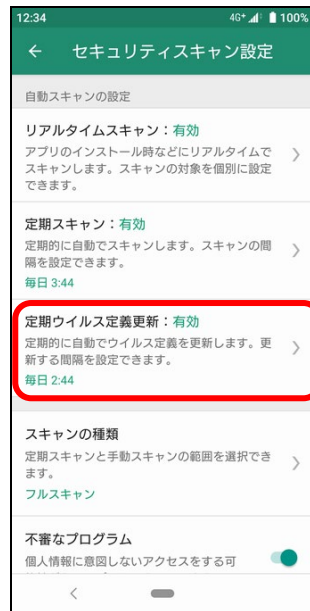 12:34 4G+ 100%
← セキュリティスキャン設定
自動スキャンの設定
リアルタイムスキャン：有効
アプリのインストール時などにリアルタイムで
スキャンします。スキャンの対象を個別に設定
できます。
定期スキャン：有効
定期的に自動でスキャンします。スキャンの間
隔を設定できます。
毎日 3:44
定期ウイルス定義更新：有効
定期的に自動でウイルス定義を更新します。更
新する間隔を設定できます。
毎日 2:44
スキャンの種類
定期スキャンと手動スキャンの範囲を選択でき
ます。
フルスキャン
不審なプログラム
個人情報に意図しないアクセスをする可